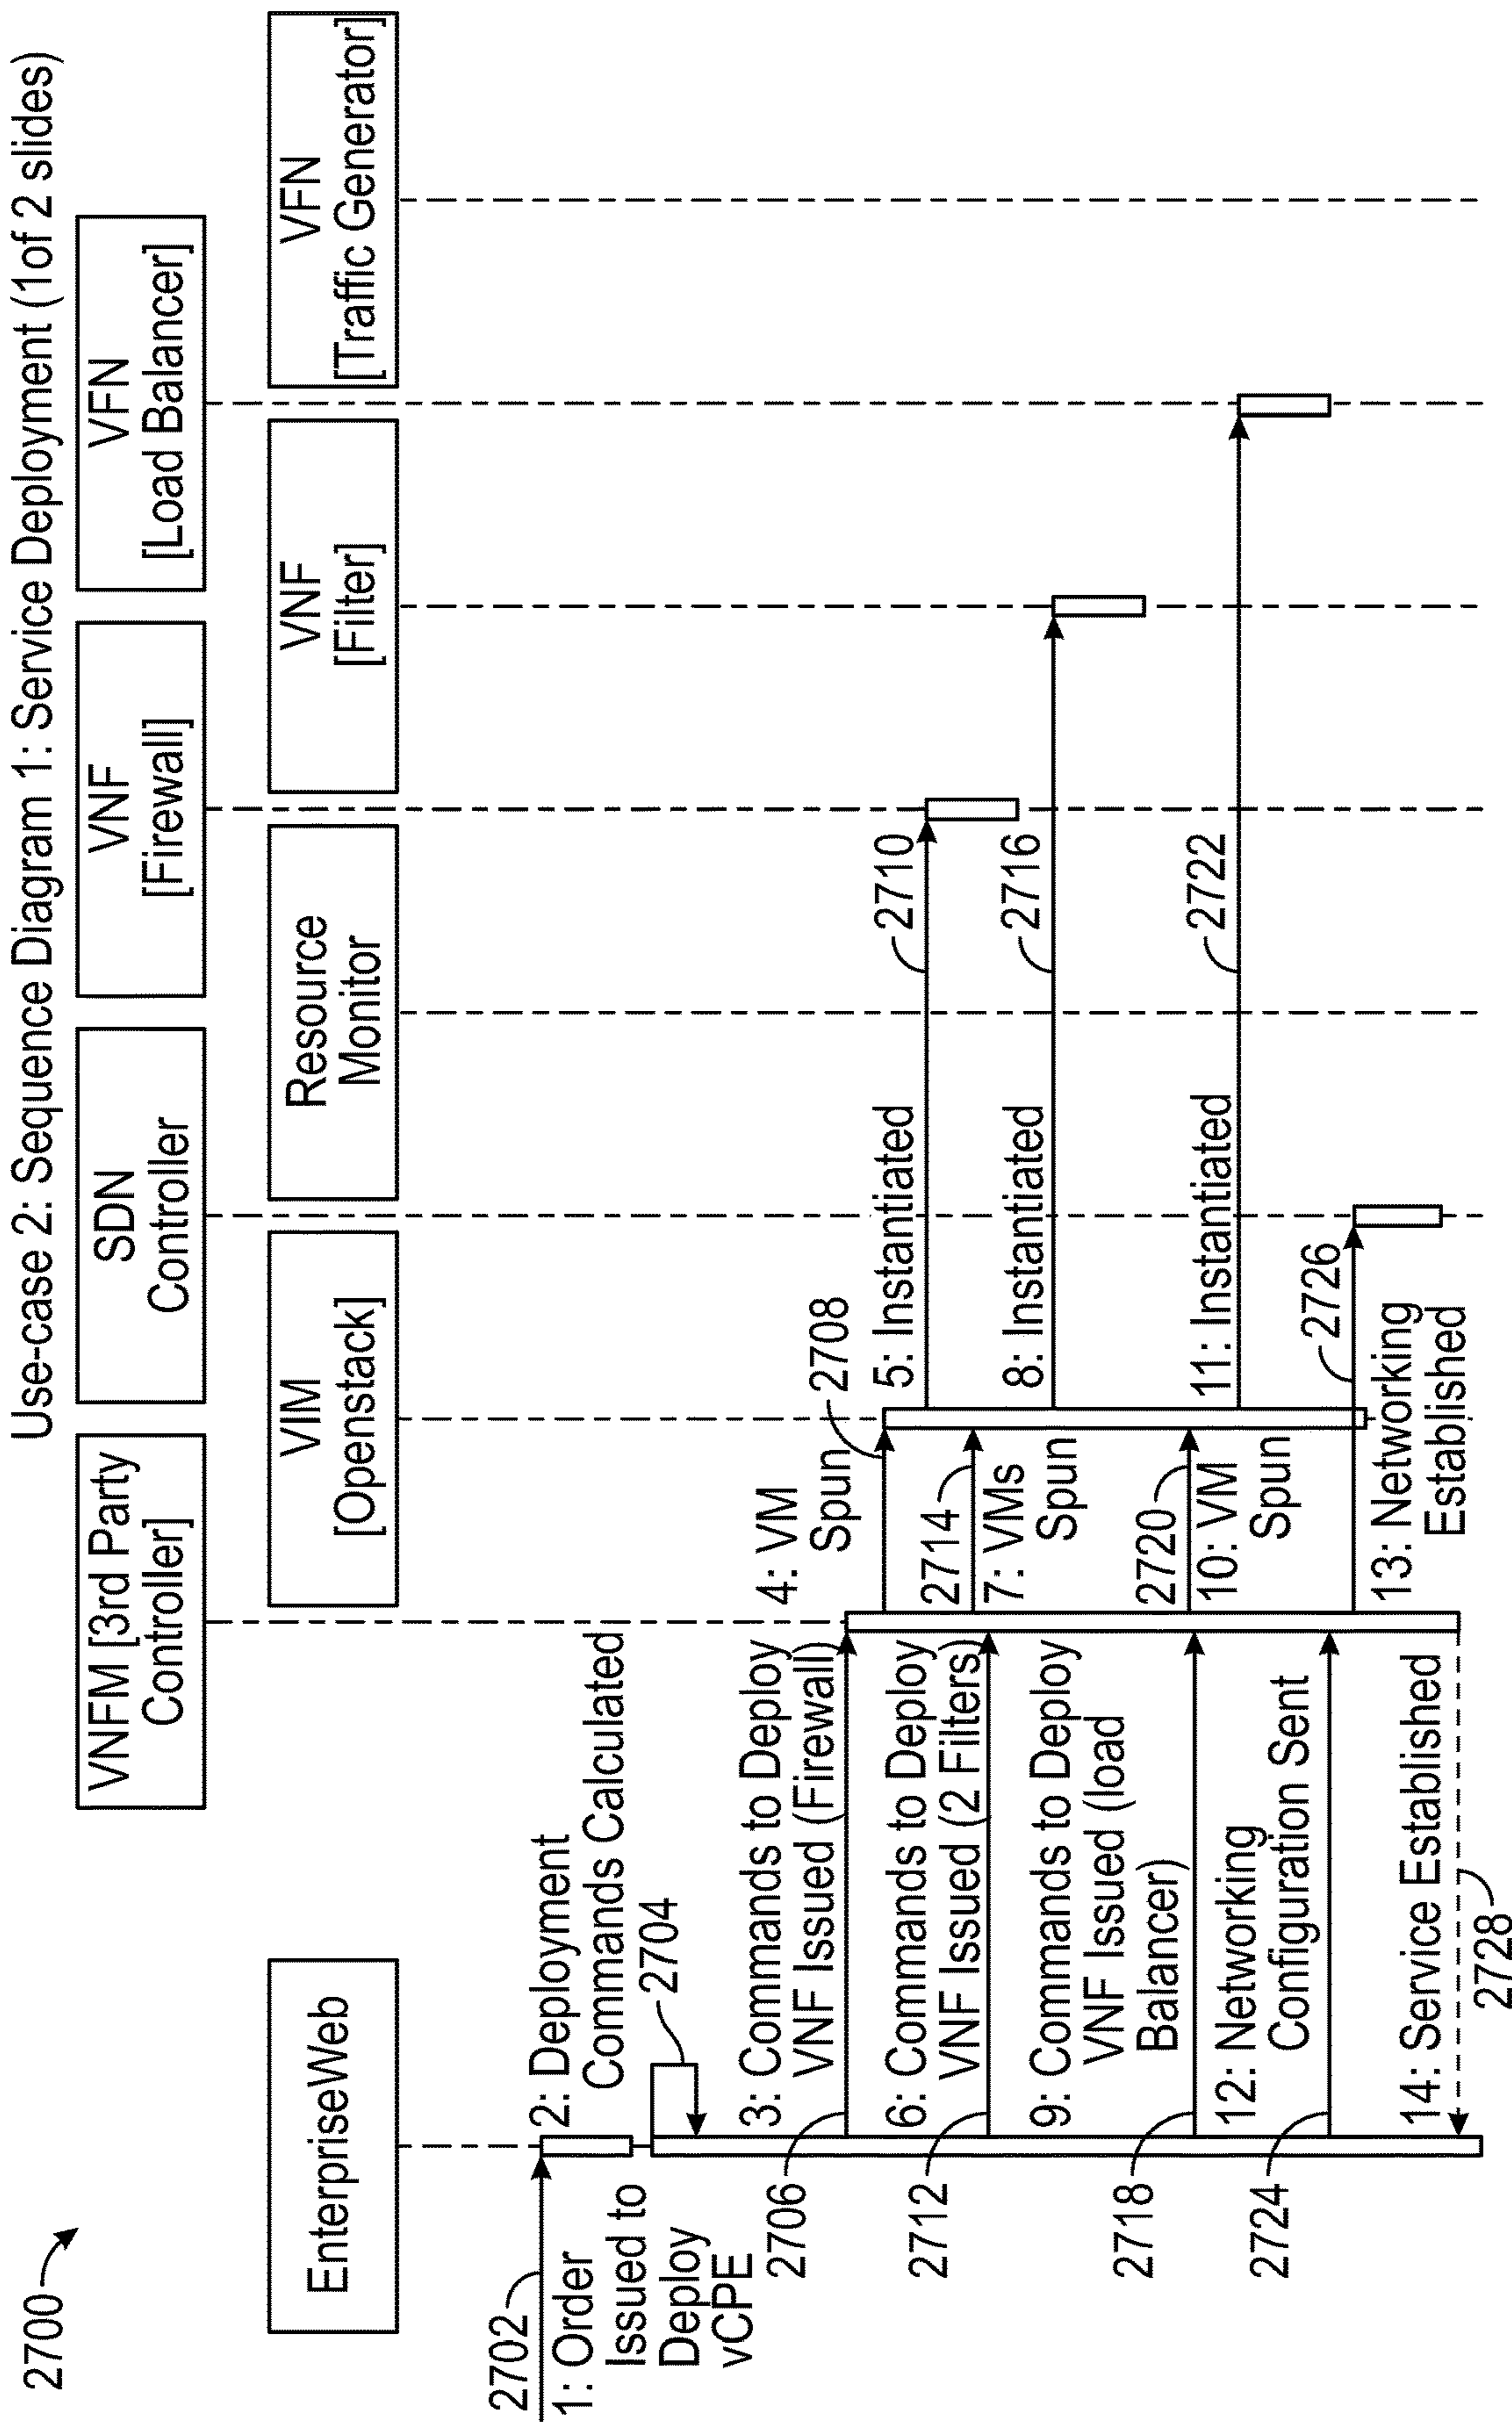 2700
Use-case 2: Sequence Diagram 1: Service Deployment (1of 2 slides)
VNFM [3rd Party
Controller]
SDN
Controller
VNF
[Firewall]
VFN
[Load Balancer]
EnterpriseWeb
VIM
[Openstack]
Resource
Monitor
VNF
[Filter]
VFN
[Traffic Generator]
2702
1: Order
Issued to
Deploy
vCPE
2: Deployment
Commands Calculated
2704
3: Commands to Deploy
VNF Issued (Firewall)
2706
4: VM
Spun
2708
5: Instantiated
2710
6: Commands to Deploy
VNF Issued (2 Filters)
2712
2714
7: VMs
Spun
8: Instantiated
2716
9: Commands to Deploy
VNF Issued (load
Balancer)
2718
2720
10: VM
Spun
11: Instantiated
2722
12: Networking
Configuration Sent
2724
2726
13: Networking
Established
14: Service Established
2728